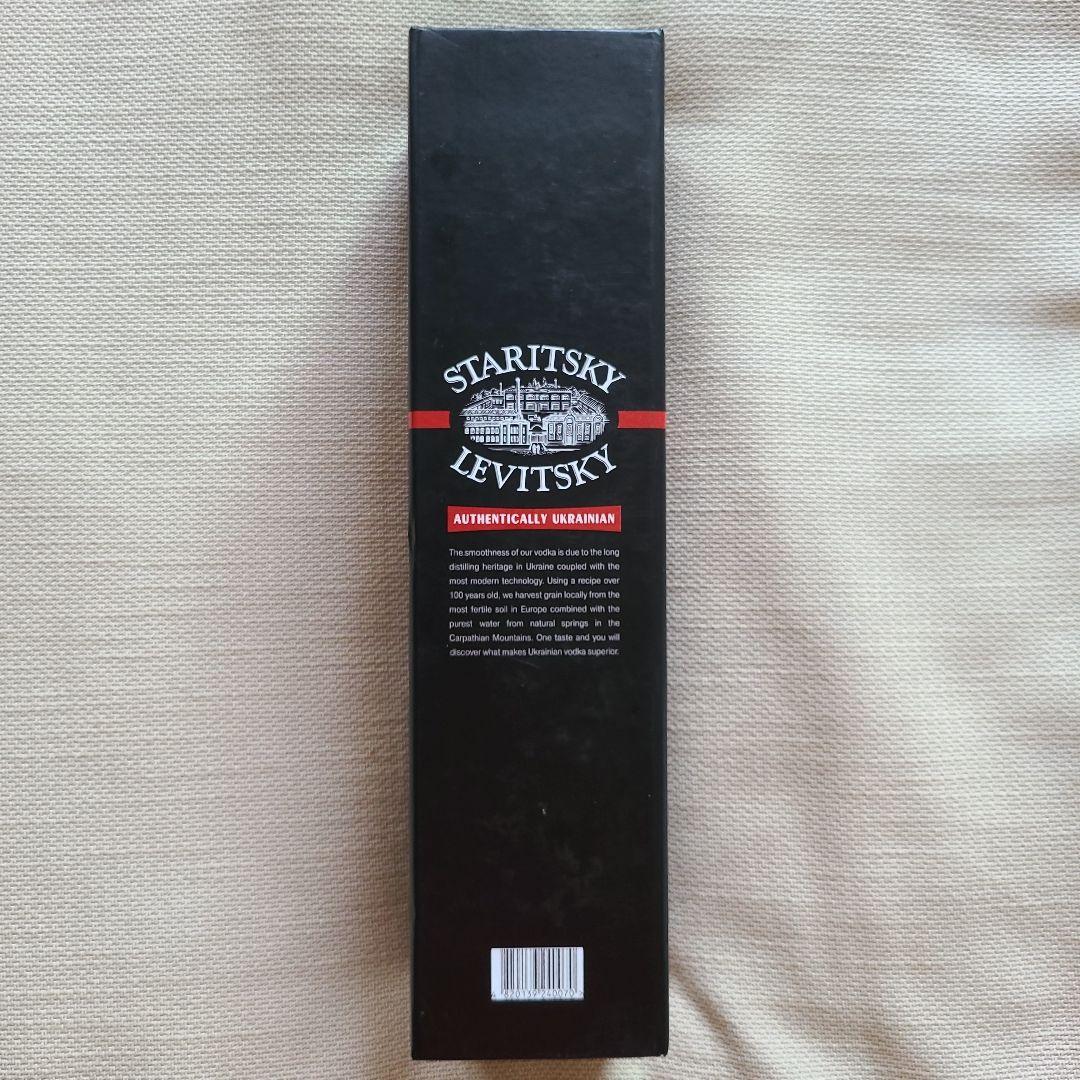 STARITSKY
LEVITSKY
AUTHENTICALLY UKRAINIAN
The smoothness of our vodka is due to the long
distilling heritage in Ukraine coupled with the
most modern technology. Using a recipe over
100 years old, we harvest grain locally from the
most fertile soil in Europe combined with the
purest water from natural springs in the
Carpathian Mountains. One taste and you will
discover what makes Ukrainian vodka superior.
4 820139 240070 >